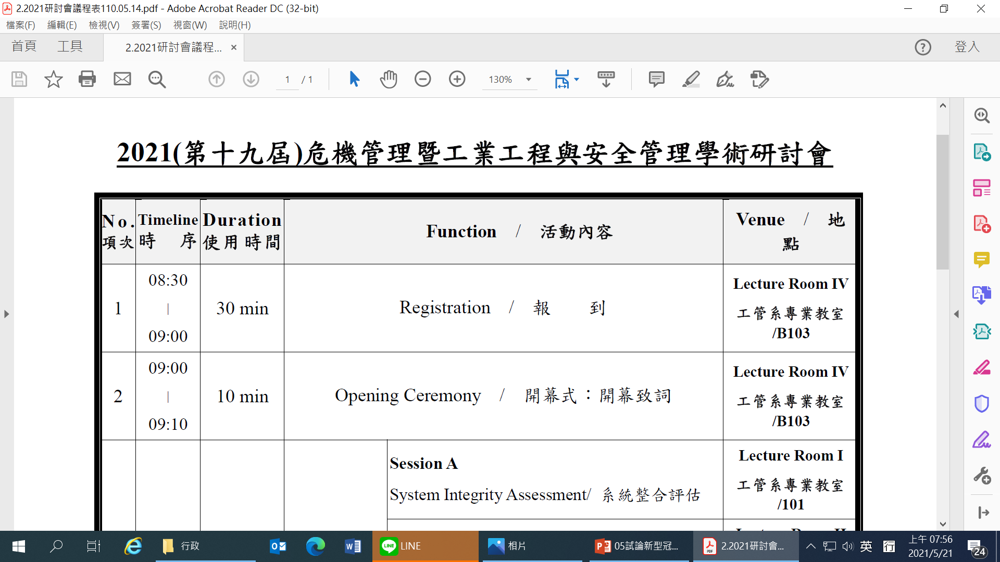 2.2021研討會議程表110.05.14.pdf - Adobe Acrobat Reader DC (32-bit)
檔案(F) 編輯(E) 檢視(V) 簽署(S) 視窗(W) 說明(H)
首頁 工具 2.2021研討會議程... × 登入
1 / 1 130%
2021(第十九屆)危機管理暨工業工程與安全管理學術研討會
No.
項次
Timeline
時 序
Duration
使用時間
Function / 活動內容
Venue / 地
點
1
08:30
|
09:00
30 min
Registration / 報 到
Lecture Room IV
工管系專業教室
/B103
2
09:00
|
09:10
10 min
Opening Ceremony / 開幕式：開幕致詞
Lecture Room IV
工管系專業教室
/B103
Session A
System Integrity Assessment/ 系統整合評估
Lecture Room I
工管系專業教室
/101
行政
LINE
相片
05試論新型冠...
2.2021研討會...
英
行
上午 07:56
2021/5/21
24